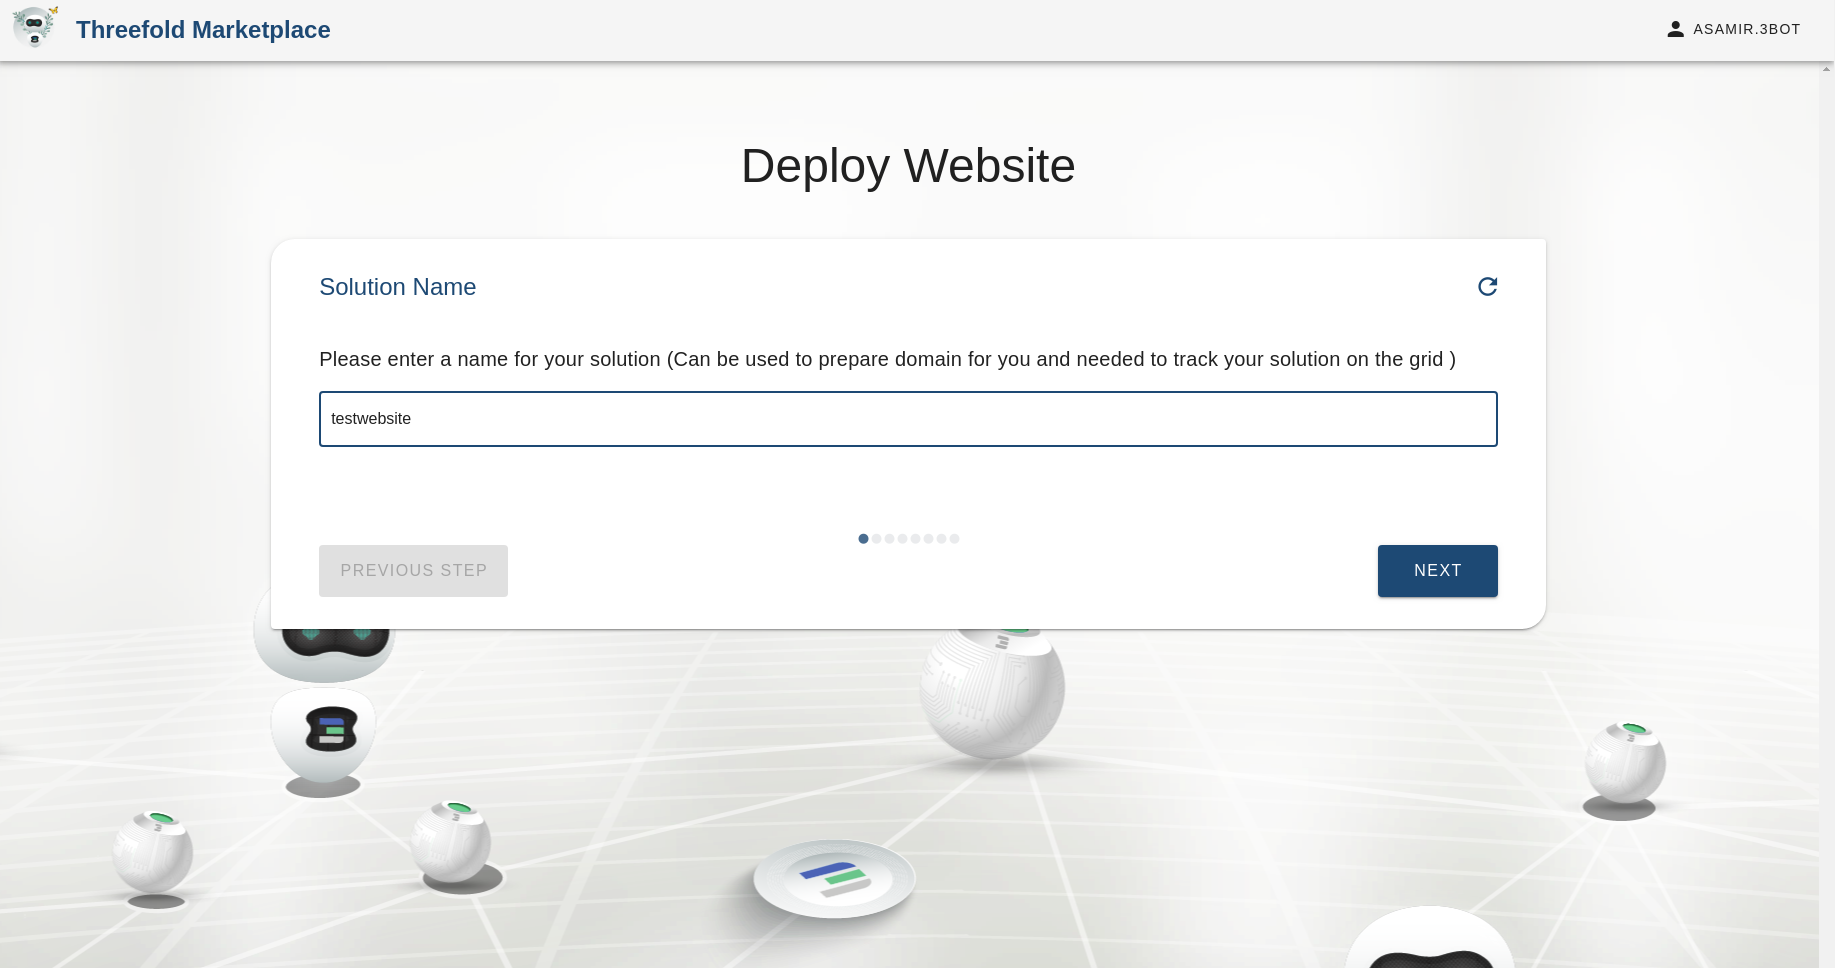 Threefold Marketplace
ASAMIR.3BOT
Deploy Website
Solution Name
Please enter a name for your solution (Can be used to prepare domain for you and needed to track your solution on the grid )
testwebsite
PREVIOUS STEP
NEXT